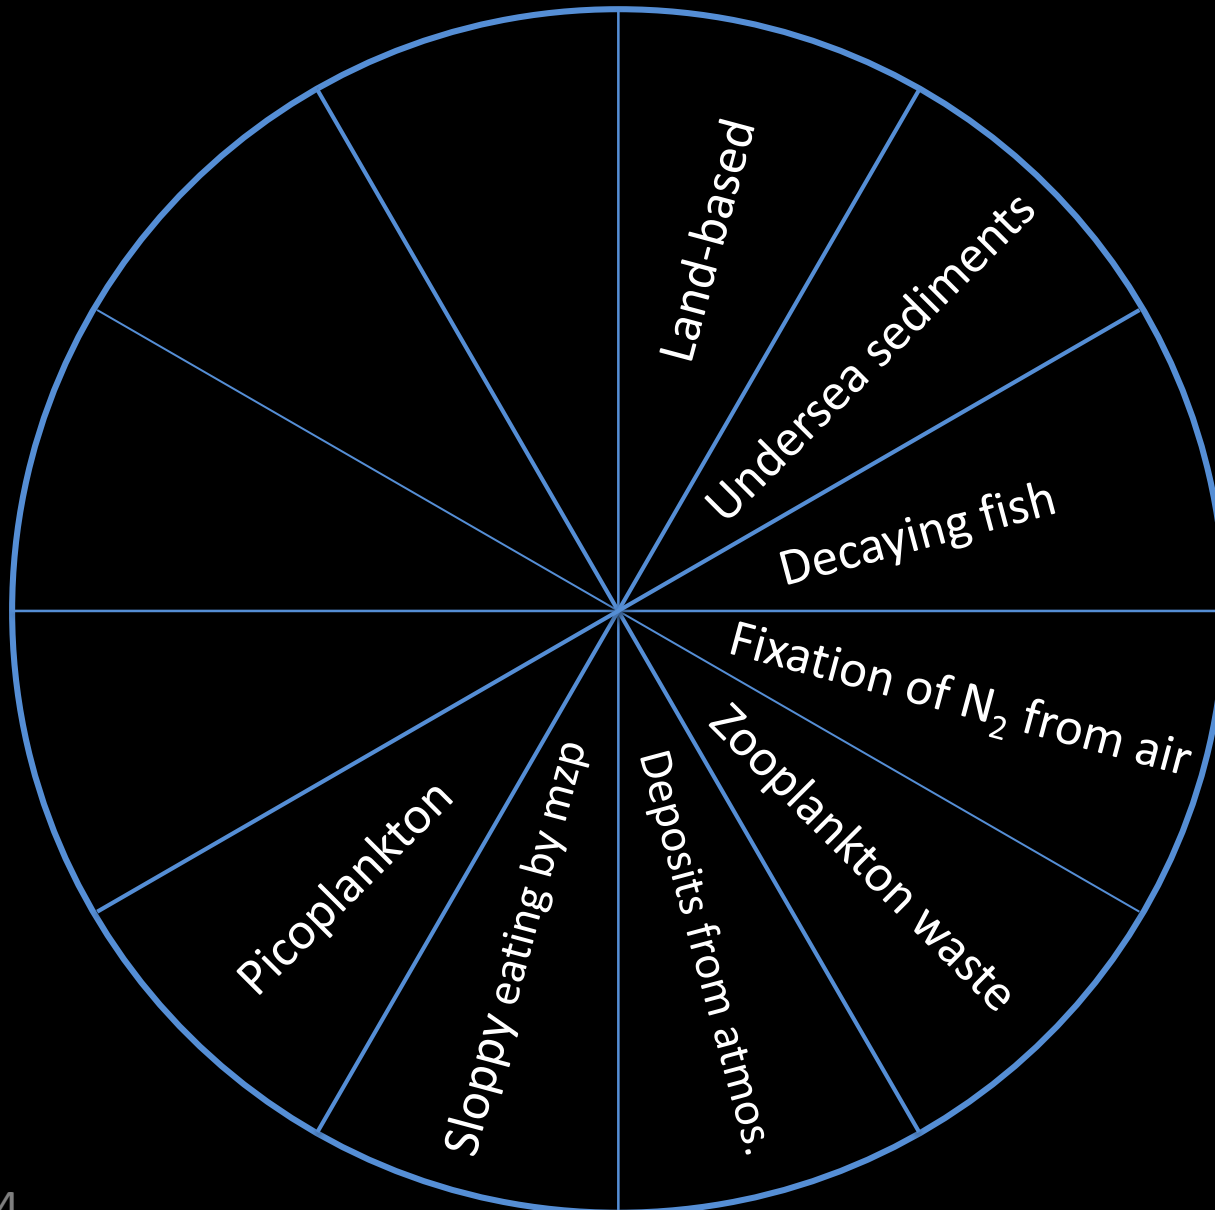 Land-based
Undersea sediments
Decaying fish
Fixation of N₂ from air
Zooplankton waste
Deposits from atmos.
Sloppy eating by mzp
Picoplankton